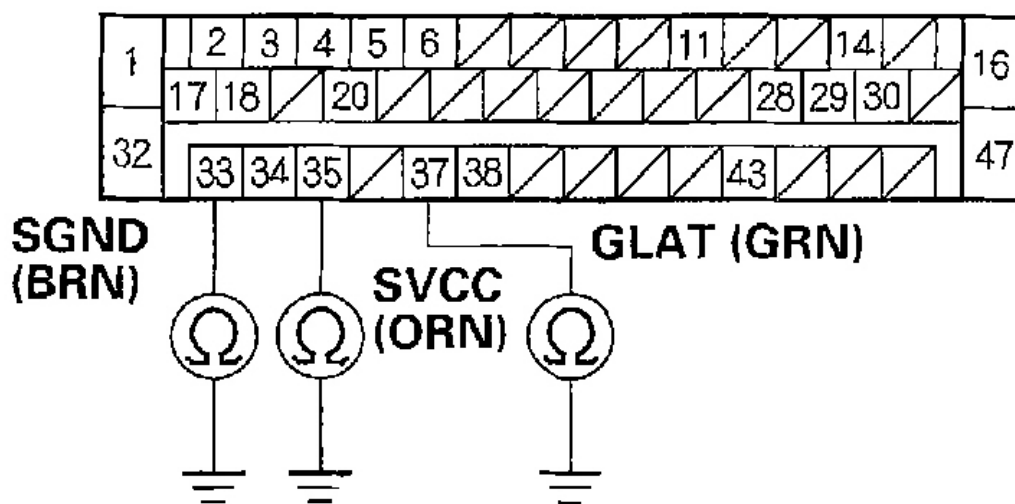 1 2 3 4 5 6 11 14 16
17 18 20 28 29 30
32 33 34 35 37 38 43 47
SGND
(BRN)
SVCC
(ORN)
GLAT (GRN)
Ω Ω Ω